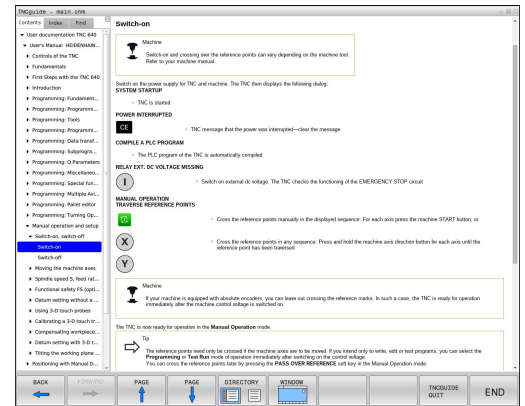 TNCguide - main.chm
Contents Index Find
User documentation TNC 640
User's Manual HEIDENHAIN...
Controls of the TNC
Fundamentals
First Steps with the TNC 640
Introduction
Programming: Fundament...
Programming: Programmi...
Programming: Tools
Programming: Programmi...
Programming: Data transf...
Programming: Subprogra...
Programming: Q Parameters
Programming: Miscellaneo...
Programming: Special fun...
Programming: Multiple Axi...
Programming: Pallet editor
Programming: Turning Op...
Manual operation and setup
Switch-on, switch-off
Switch-on
Switch-off
Moving the machine axes
Spindle speed S, feed rat...
Functional safety FS (opti...
Datum setting without a ...
Using 3-D touch probes
Calibrating a 3-D touch tr...
Compensating workpiece...
Datum setting with 3-D t...
Tilting the working plane ...
Positioning with Manual D...
Switch-on
Machine
Switch-on and crossing over the reference points can vary depending on the machine tool.
Refer to your machine manual.
Switch on the power supply for TNC and machine. The TNC then displays the following dialog:
SYSTEM STARTUP
TNC is started
POWER INTERRUPTED
CE
TNC message that the power was interrupted—clear the message
COMPILE A PLC PROGRAM
The PLC program of the TNC is automatically compiled
RELAY EXT. DC VOLTAGE MISSING
I
Switch on external dc voltage. The TNC checks the functioning of the EMERGENCY STOP circuit
MANUAL OPERATION
TRAVERSE REFERENCE POINTS
Cross the reference points manually in the displayed sequence: For each axis press the machine START button, or
X
Cross the reference points in any sequence: Press and hold the machine axis direction button for each axis until the
reference point has been traversed
Y
Machine
If your machine is equipped with absolute encoders, you can leave out crossing the reference marks. In such a case, the TNC is ready for operation
immediately after the machine control voltage is switched on.
The TNC is now ready for operation in the Manual Operation mode.
Tip
The reference points need only be crossed if the machine axes are to be moved. If you intend only to write, edit or test programs, you can select the
Programming or Test Run mode of operation immediately after switching on the control voltage.
You can cross the reference points later by pressing the PASS OVER REFERENCE soft key in the Manual Operation mode.
BACK
FORWARD
PAGE
PAGE
DIRECTORY
WINDOW
TNCGUIDE
QUIT
END